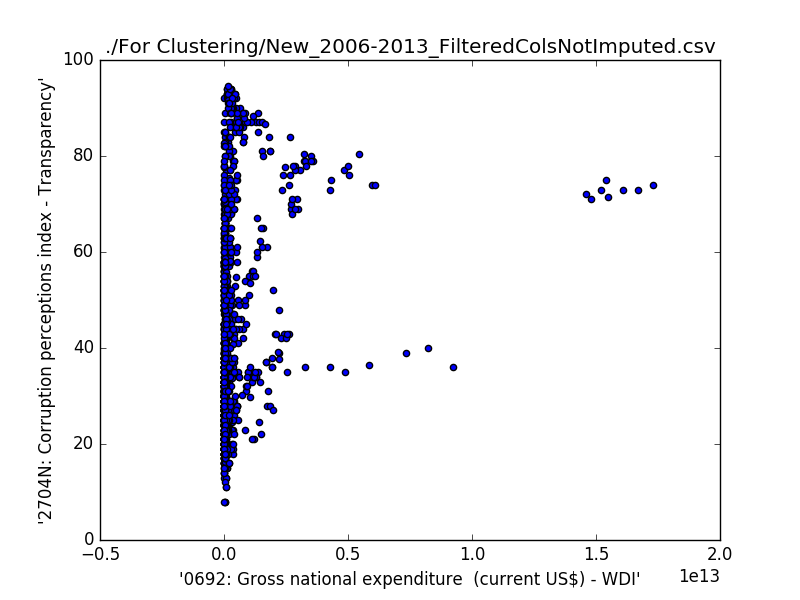 ./For Clustering/New_2006-2013_FilteredColsNotImputed.csv
100
80
60
40
20
0
'2704N: Corruption perceptions index - Transparency'
−0.5 0.0 0.5 1.0 1.5 2.0
1e13
'0692: Gross national expenditure  (current US$) - WDI'